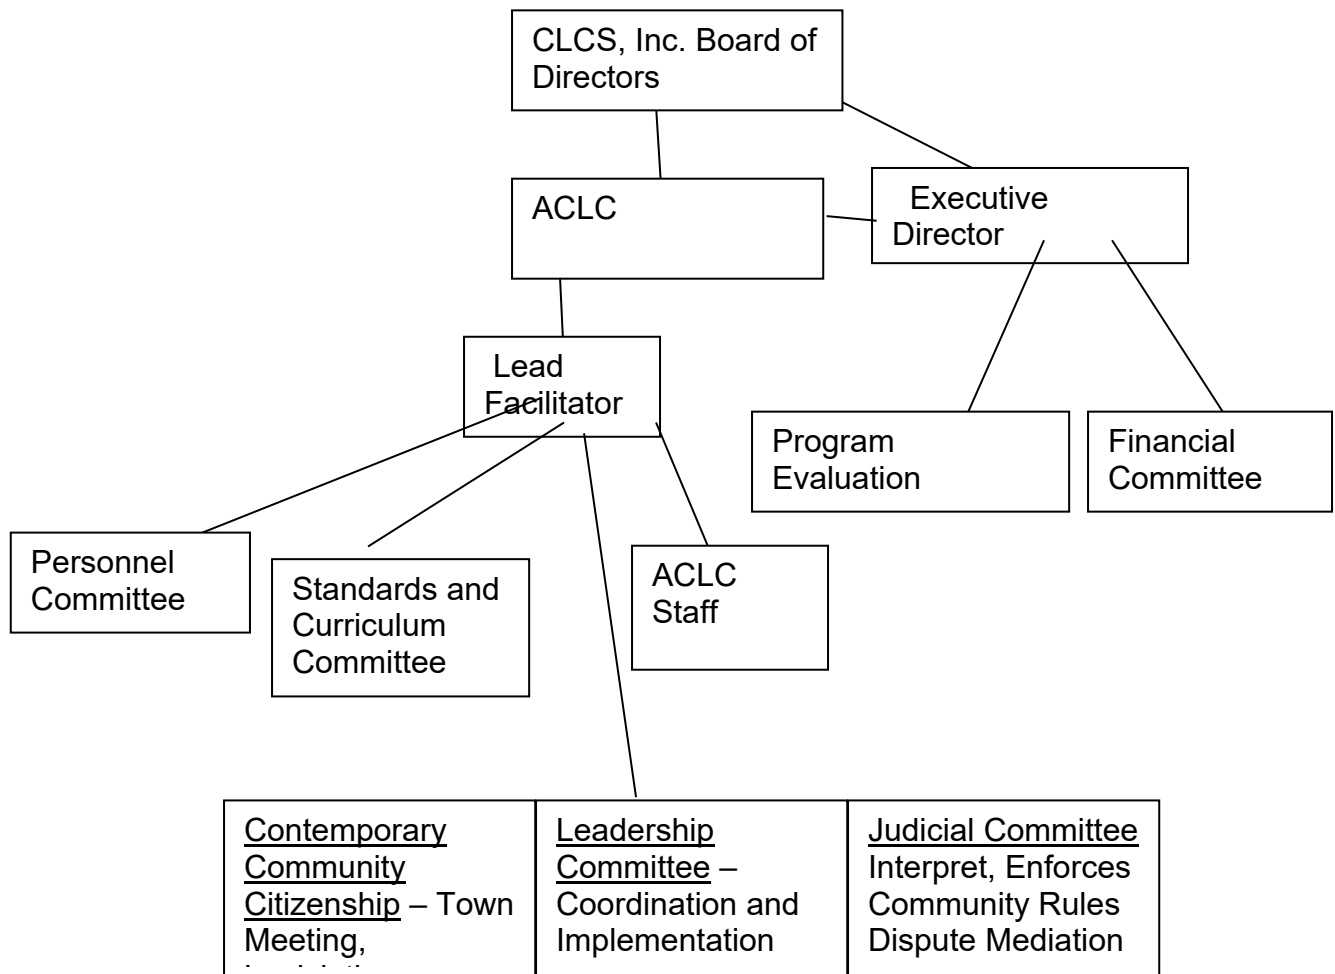 CLCS, Inc. Board of
Directors
ACLC
Executive
Director
Lead
Facilitator
Program
Evaluation
Financial
Committee
Personnel
Committee
Standards and
Curriculum
Committee
ACLC
Staff
Contemporary
Community
Citizenship – Town
Meeting,
Leadership
Committee –
Coordination and
Implementation
Judicial Committee
Interpret, Enforces
Community Rules
Dispute Mediation